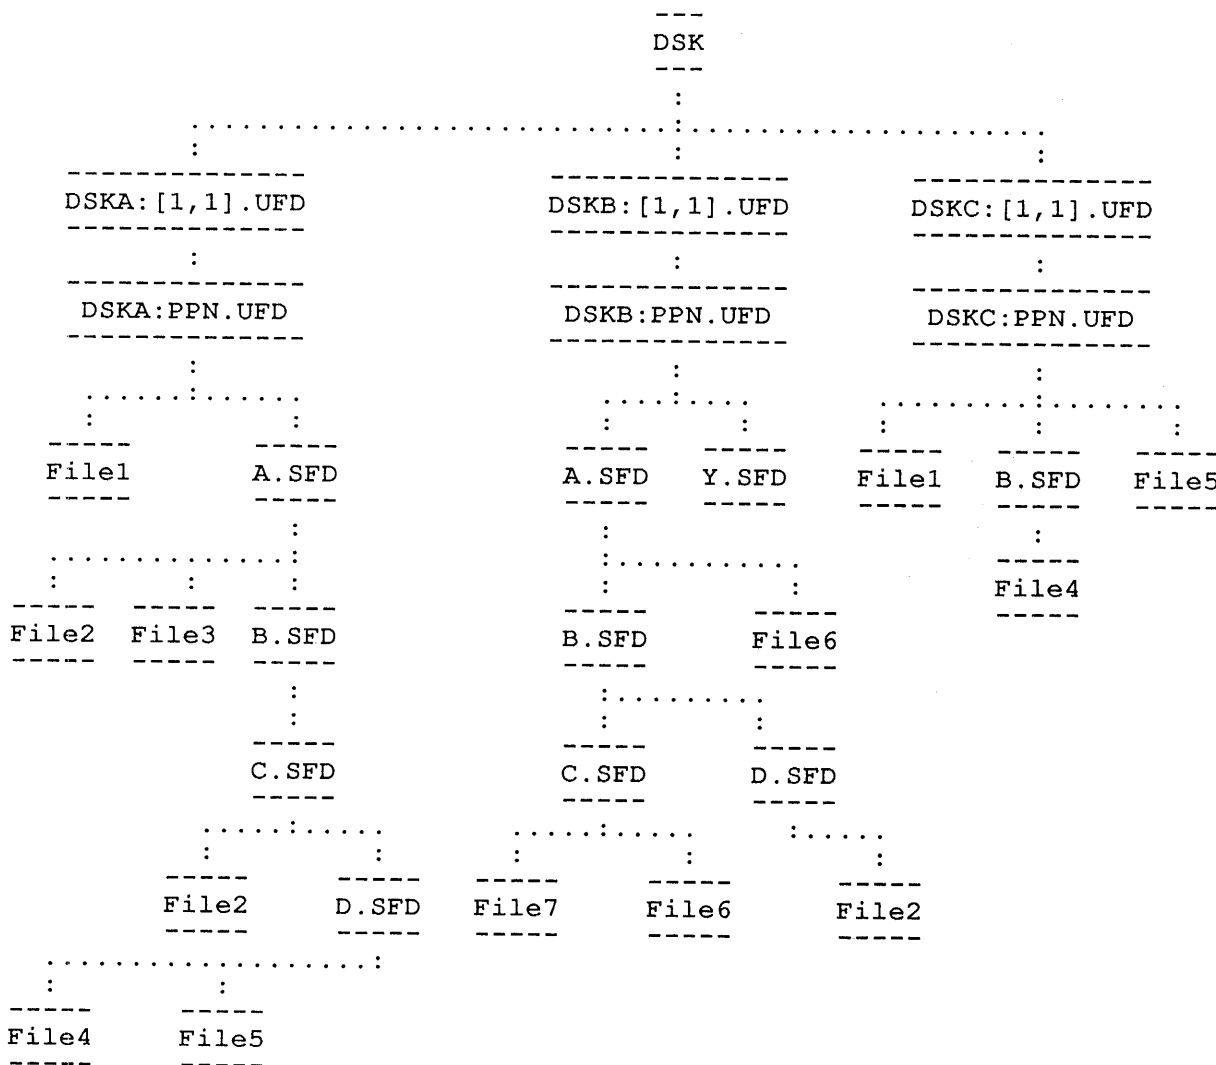 DSK
DSKA:[1,1].UFD DSKB:[1,1].UFD DSKC:[1,1].UFD
DSKA:PPN.UFD DSKB:PPN.UFD DSKC:PPN.UFD
File1 A.SFD A.SFD Y.SFD File1 B.SFD File5
File4
File2 File3 B.SFD B.SFD File6
C.SFD C.SFD D.SFD
File2 D.SFD File7 File6 File2
File4 File5